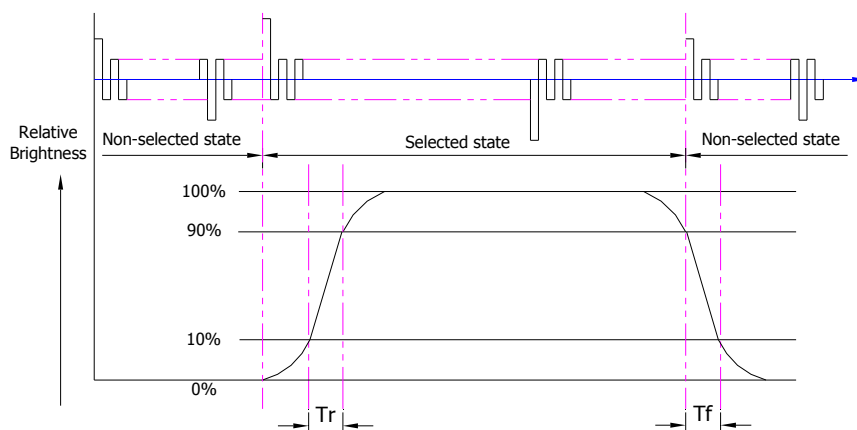 Relative
Brightness
Non-selected state
Selected state
Non-selected state
100%
90%
10%
0%
Tr
Tf